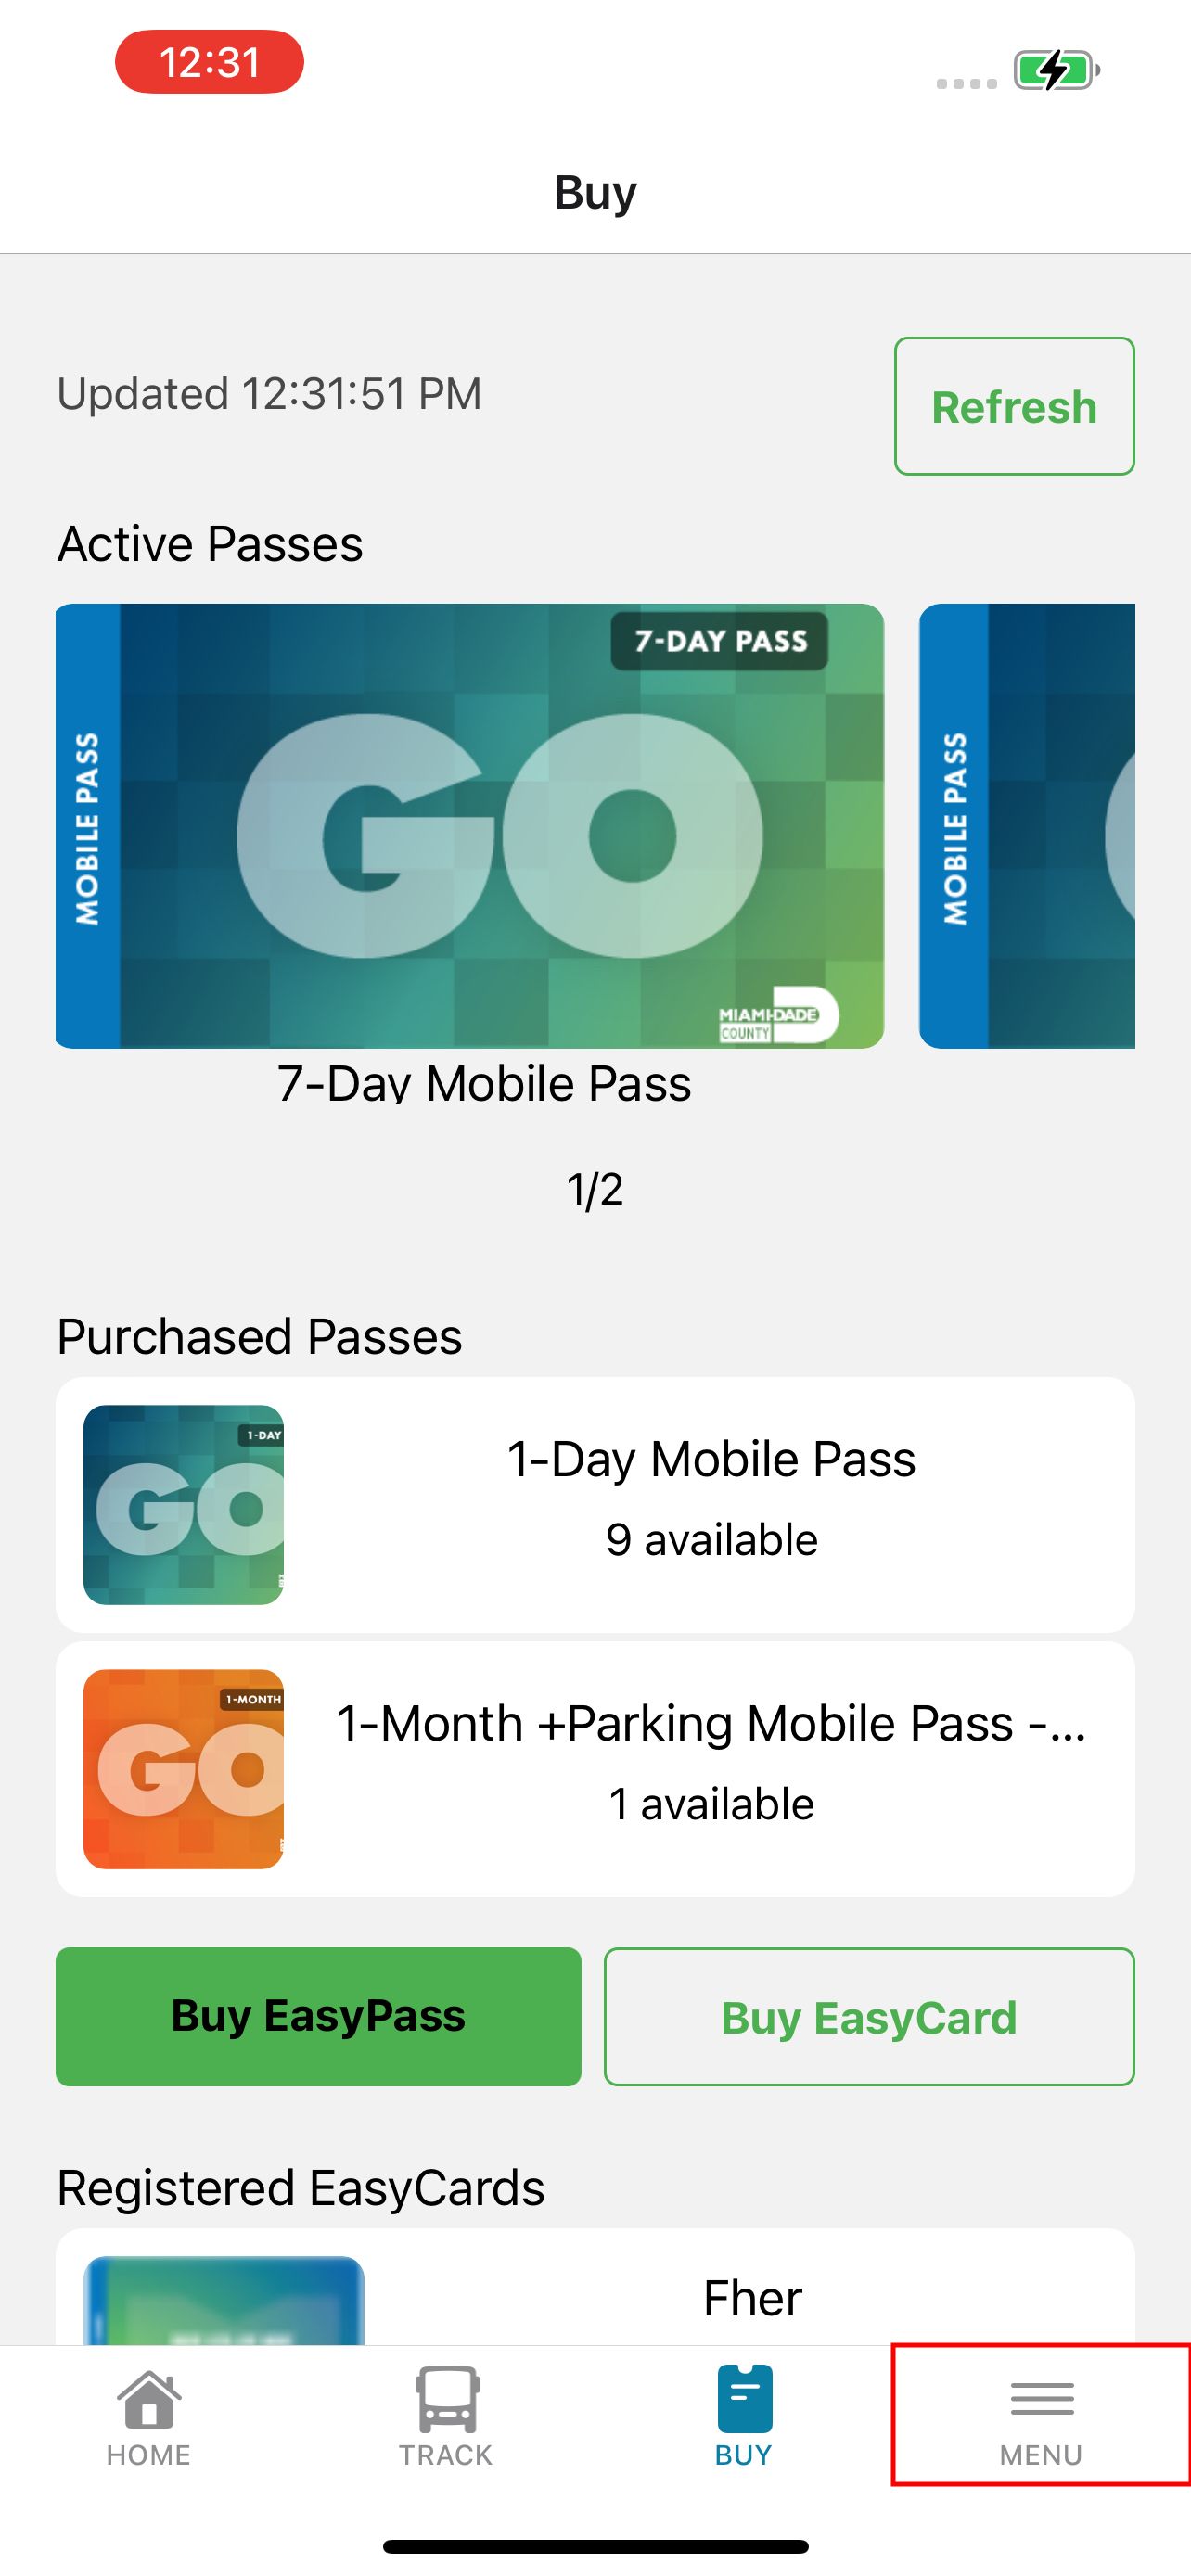 12:31
Buy
Updated 12:31:51 PM
Refresh
Active Passes
7-DAY PASS
MOBILE PASS
GO
MIAMI-DADE
COUNTY
MOBILE PASS
7-Day Mobile Pass
1/2
Purchased Passes
1-DAY
GO
1-Day Mobile Pass
9 available
1-MONTH
GO
1-Month +Parking Mobile Pass -...
1 available
Buy EasyPass
Buy EasyCard
Registered EasyCards
Fher
HOME
TRACK
BUY
MENU